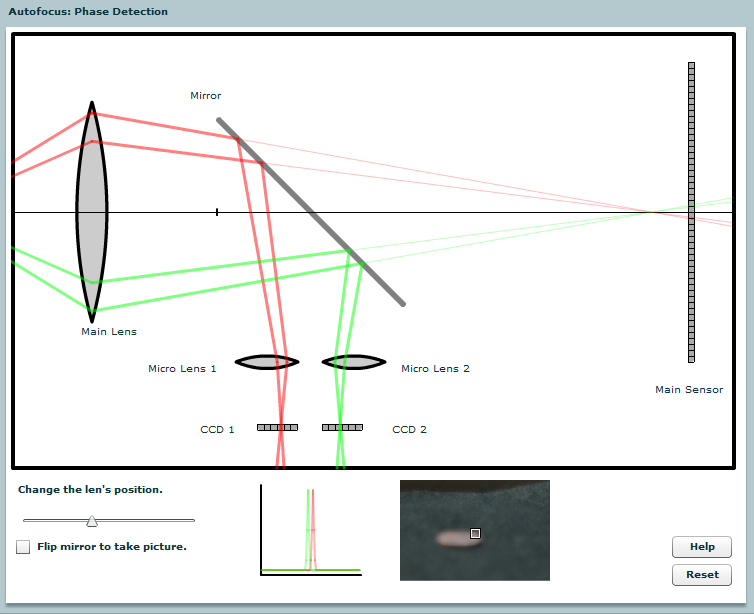 Autofocus: Phase Detection
Mirror
Main Lens
Micro Lens 1
Micro Lens 2
Main Sensor
CCD 1
CCD 2
Change the len's position.
Flip mirror to take picture.
Help
Reset